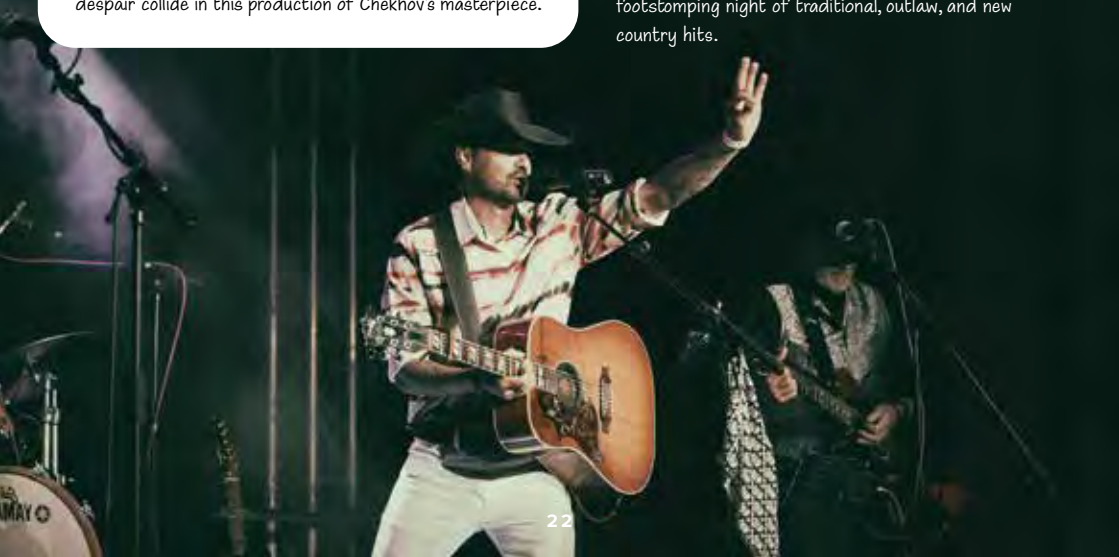 despair collide in this production of Chekhov's masterpiece.
footstomping night of traditional, outlaw, and new
country hits.
22